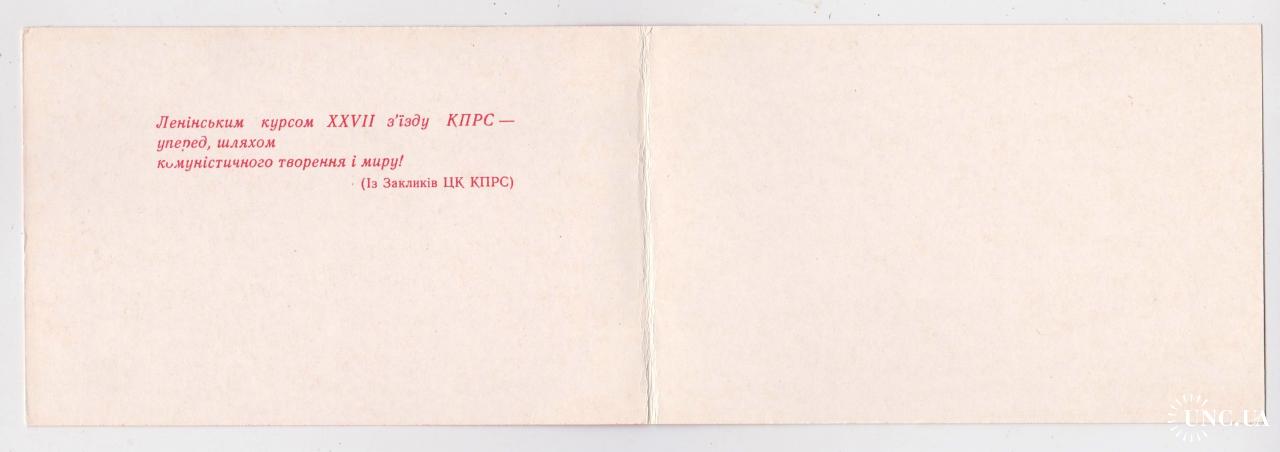 Ленінським курсом XXVII з'їзду КПРС —
уперед, шляхом
комуністичного творення і миру!
(Із Закликів ЦК КПРС)
UNC.UA